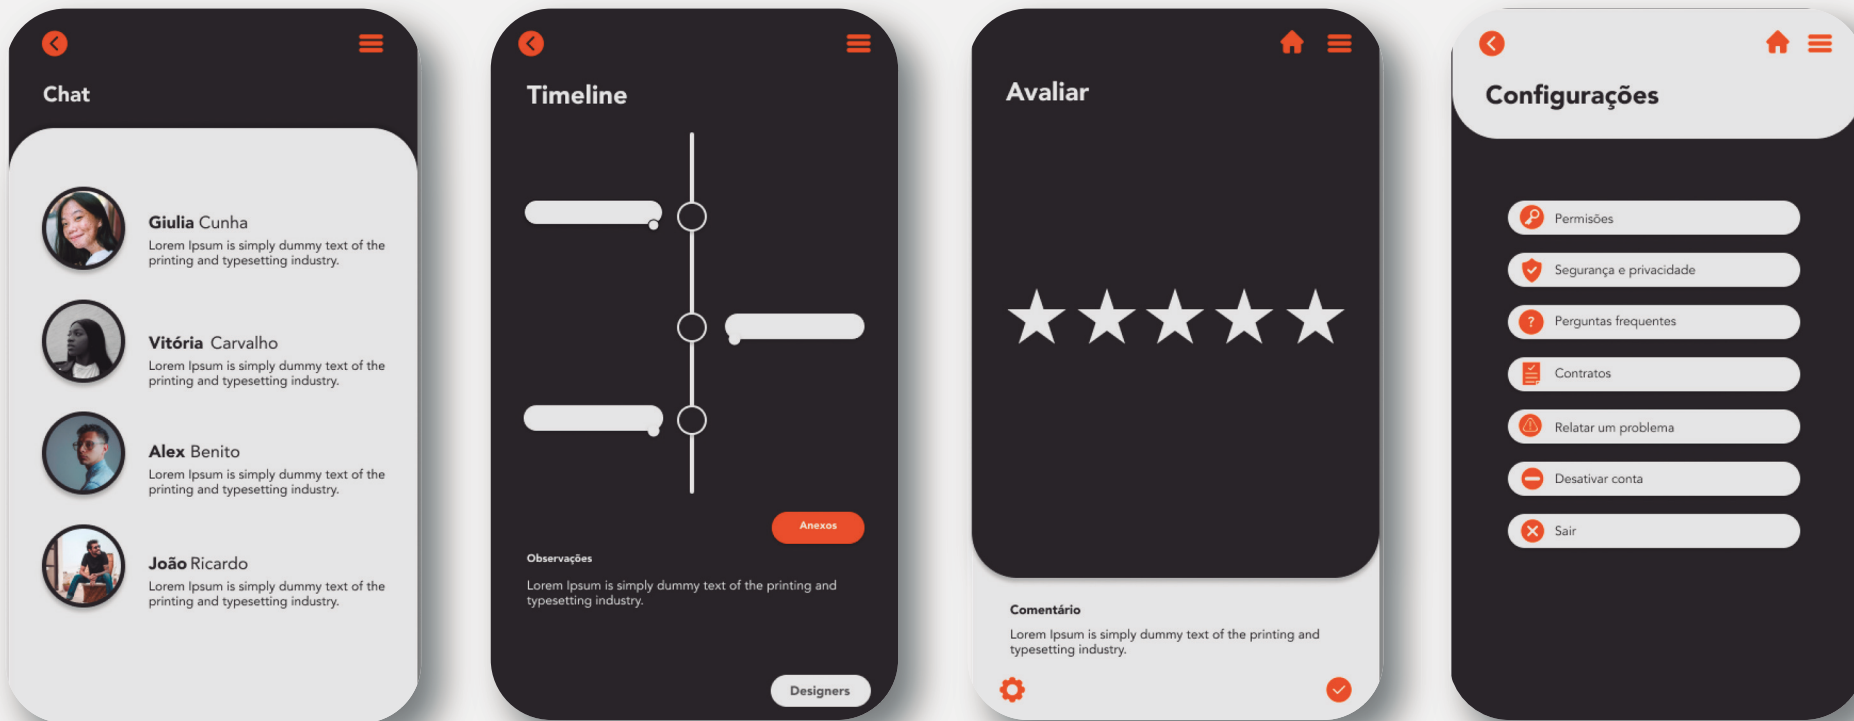 Chat
Giulia Cunha
Lorem Ipsum is simply dummy text of the
printing and typesetting industry.
Vitória Carvalho
Lorem Ipsum is simply dummy text of the
printing and typesetting industry.
Alex Benito
Lorem Ipsum is simply dummy text of the
printing and typesetting industry.
João Ricardo
Lorem Ipsum is simply dummy text of the
printing and typesetting industry.
Timeline
Anexos
Observações
Lorem Ipsum is simply dummy text of the printing and
typesetting industry.
Designers
Avaliar
Comentário
Lorem Ipsum is simply dummy text of the printing and
typesetting industry.
Configurações
Permisões
Segurança e privacidade
?
Perguntas frequentes
Contratos
Relatar um problema
Desativar conta
Sair